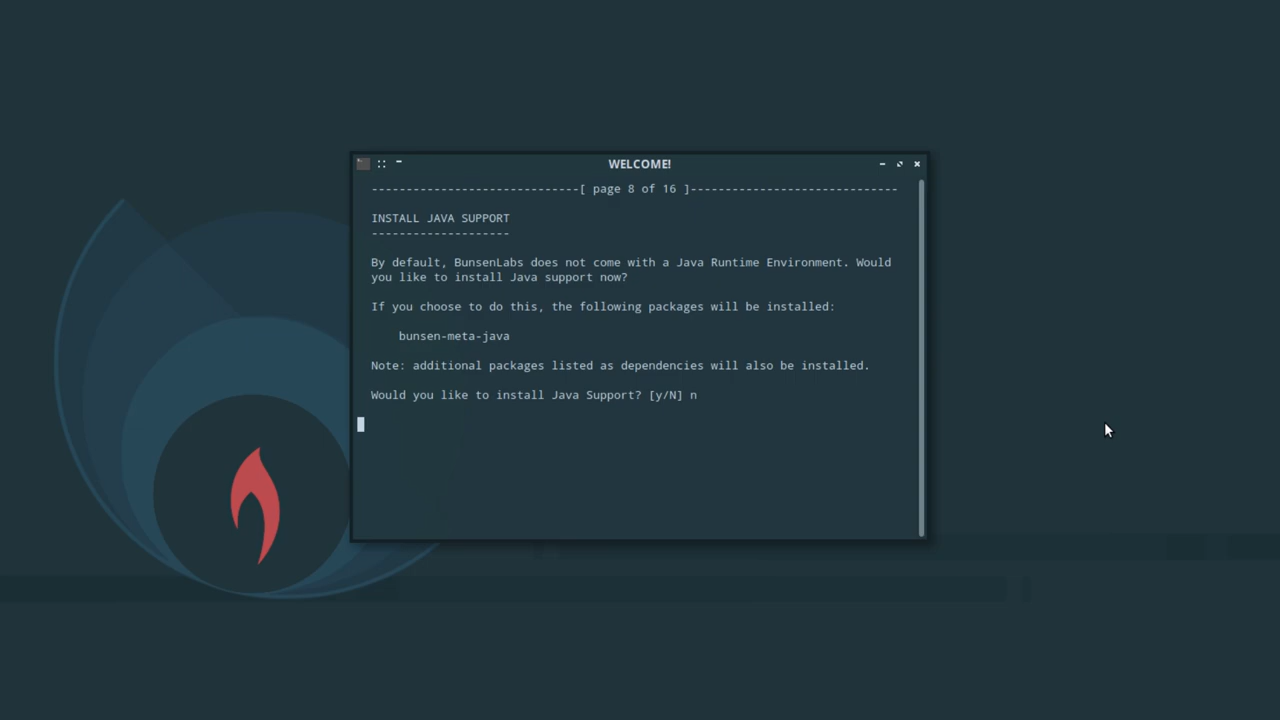 WELCOME!
----------------------------[ page 8 of 16 ]----------------------------
INSTALL JAVA SUPPORT
--------------------
By default, BunsenLabs does not come with a Java Runtime Environment. Would
you like to install Java support now?
If you choose to do this, the following packages will be installed:
bunsen-meta-java
Note: additional packages listed as dependencies will also be installed.
Would you like to install Java Support? [y/N] n